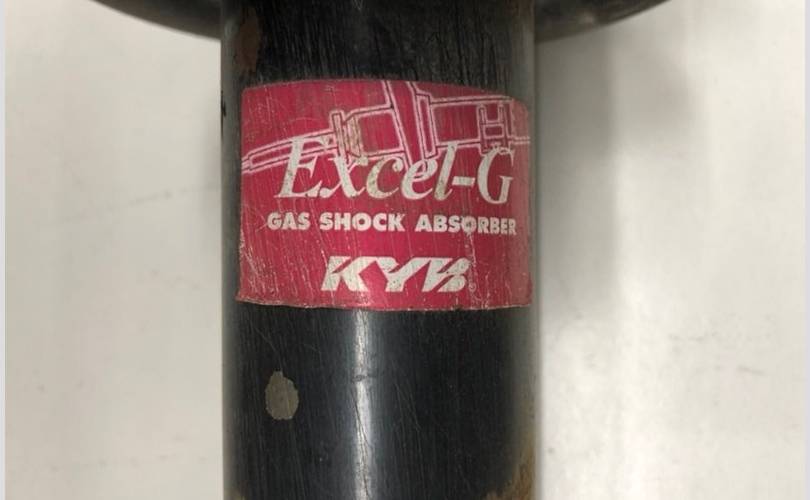 Excel-G
GAS SHOCK ABSORBER
KYB®